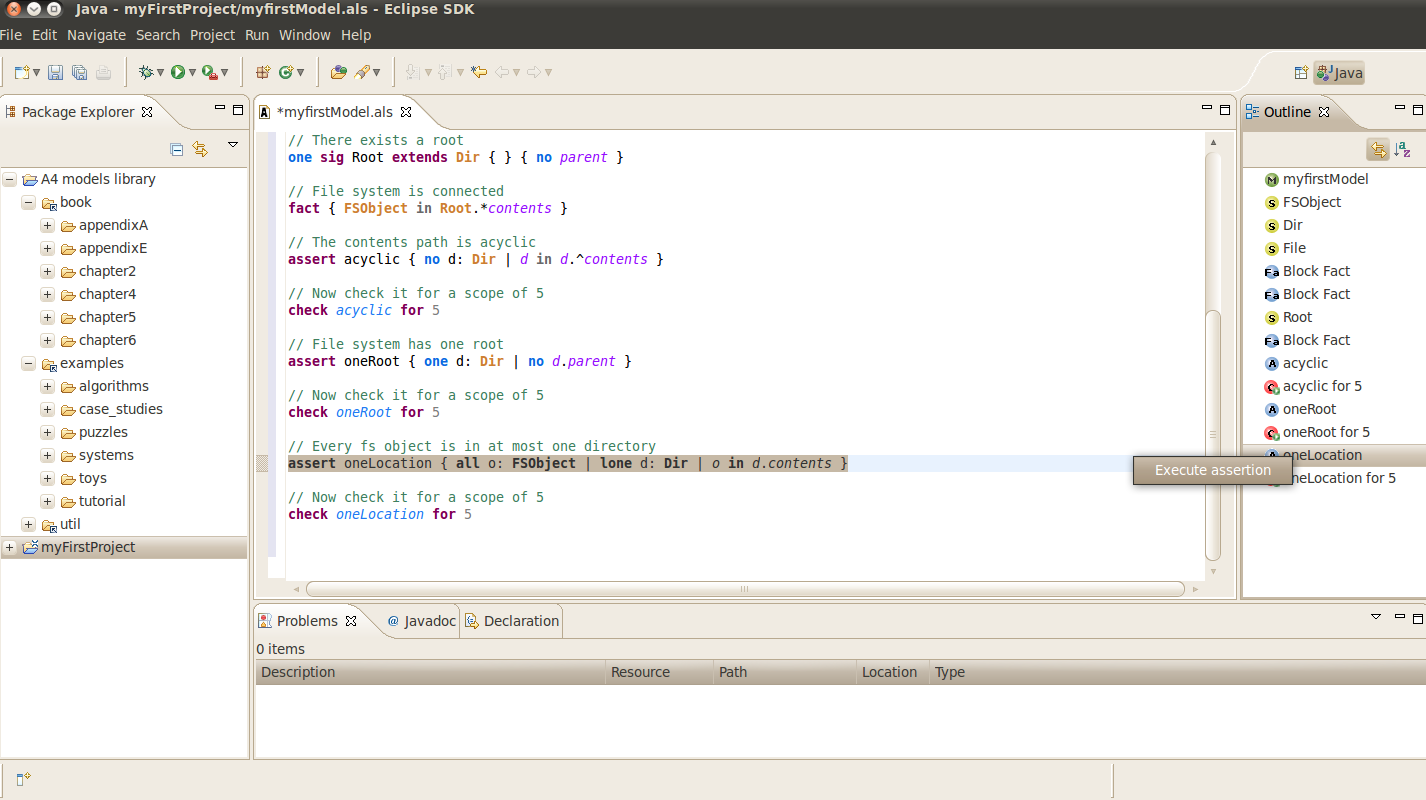 Java - myFirstProject/myfirstModel.als - Eclipse SDK
File Edit Navigate Search Project Run Window Help
Java
Package Explorer
A4 models library
book
appendixA
appendixE
chapter2
chapter4
chapter5
chapter6
examples
algorithms
case_studies
puzzles
systems
toys
tutorial
util
myFirstProject
*myfirstModel.als
// There exists a root
one sig Root extends Dir { } { no parent }
// File system is connected
fact { FSObject in Root.*contents }
// The contents path is acyclic
assert acyclic { no d: Dir | d in d.^contents }
// Now check it for a scope of 5
check acyclic for 5
// File system has one root
assert oneRoot { one d: Dir | no d.parent }
// Now check it for a scope of 5
check oneRoot for 5
// Every fs object is in at most one directory
assert oneLocation { all o: FSObject | lone d: Dir | o in d.contents }
// Now check it for a scope of 5
check oneLocation for 5
Execute assertion
Outline
M myfirstModel
S FSObject
S Dir
S File
Fa Block Fact
Fa Block Fact
S Root
Fa Block Fact
A acyclic
C acyclic for 5
A oneRoot
C oneRoot for 5
oneLocation
neLocation for 5
Problems @ Javadoc Declaration
0 items
Description Resource Path Location Type